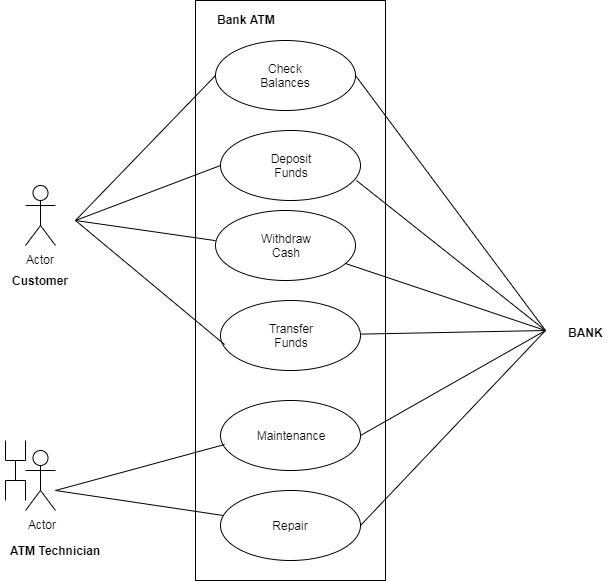 Bank ATM
Check
Balances
Deposit
Funds
Withdraw
Cash
Actor
Customer
Transfer
Funds
BANK
Maintenance
Actor
ATM Technician
Repair